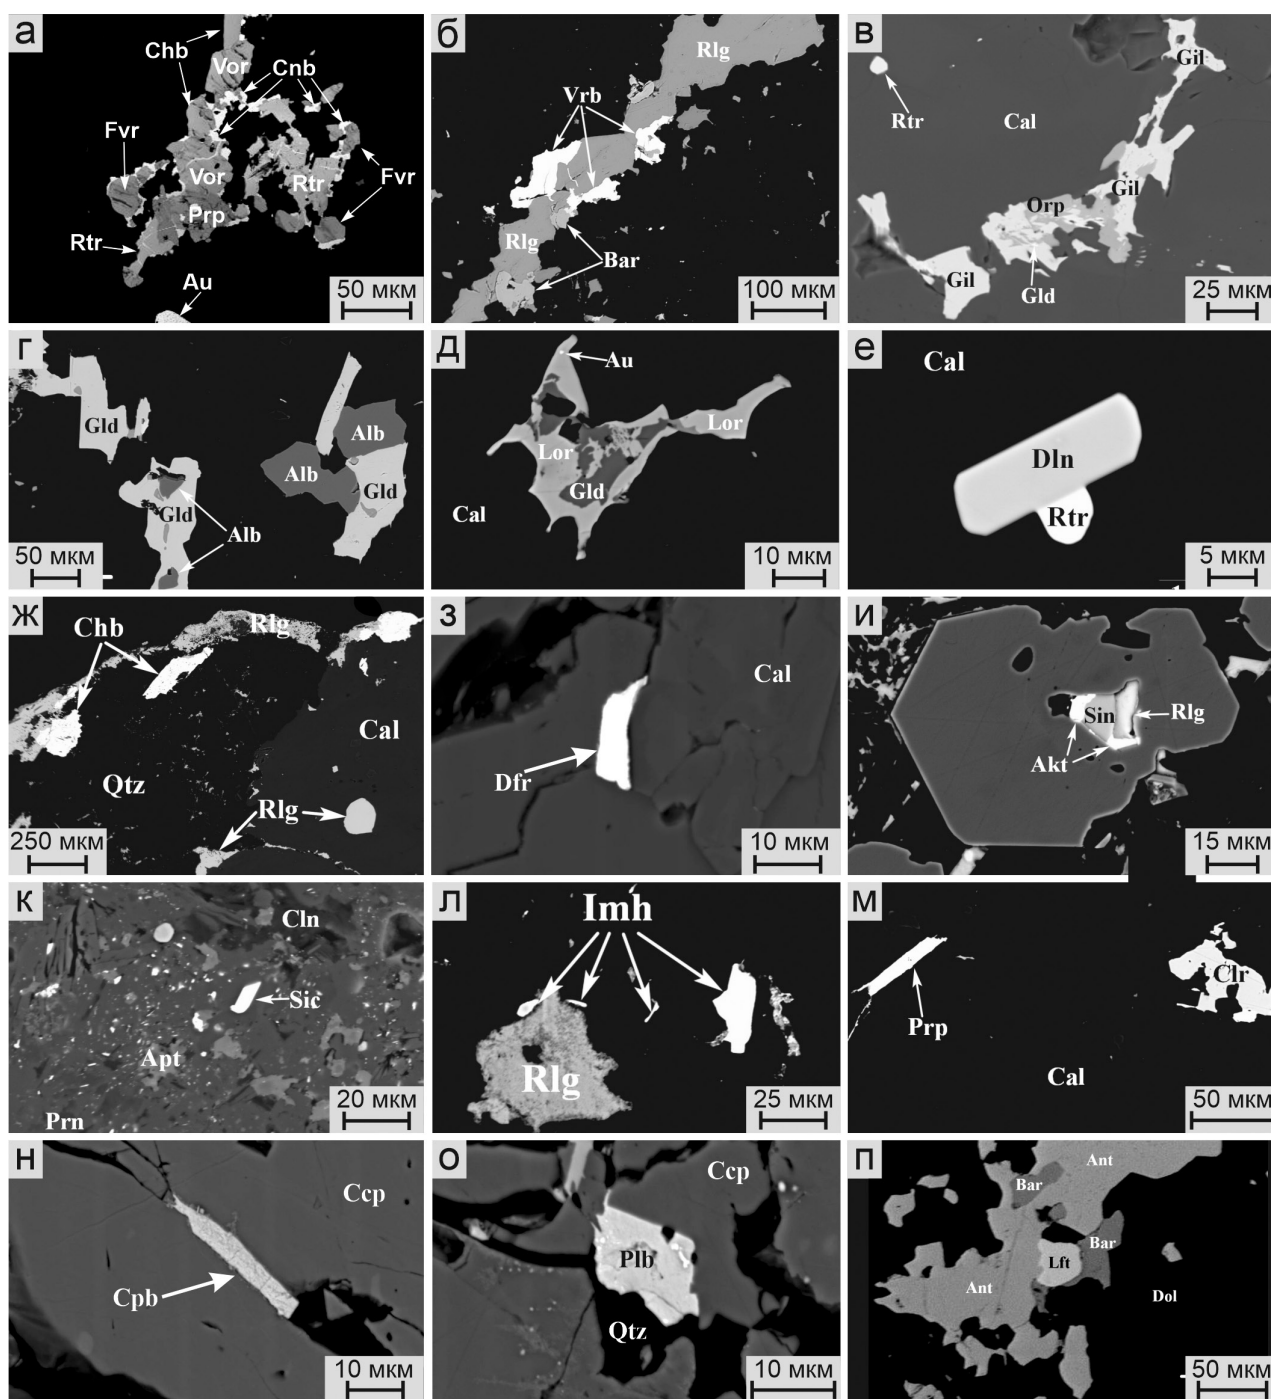 а
Chb
Vor
Cnb
Fvr
Vor
Rtr
Fvr
Prp
Rtr
Au
50 мкм
б
Rlg
Vrb
Rlg
Bar
100 мкм
в
Gil
Rtr
Cal
Gil
Orp
Gil
Gld
25 мкм
г
Gld
Alb
Alb
Gld
Gld
Alb
50 мкм
д
Au
Lor
Lor
Gld
Cal
10 мкм
е
Cal
Dln
Rtr
5 мкм
ж
Chb
Rlg
Cal
Qtz
Rlg
250 мкм
з
Cal
Dfr
10 мкм
и
Sin
Rlg
Akt
15 мкм
к
Cln
Sic
Apt
Prn
20 мкм
л
Imh
Rlg
25 мкм
м
Clr
Prp
Cal
50 мкм
н
Ccp
Cpb
10 мкм
о
Ccp
Plb
Qtz
10 мкм
п
Ant
Bar
Bar
Lft
Ant
Dol
50 мкм